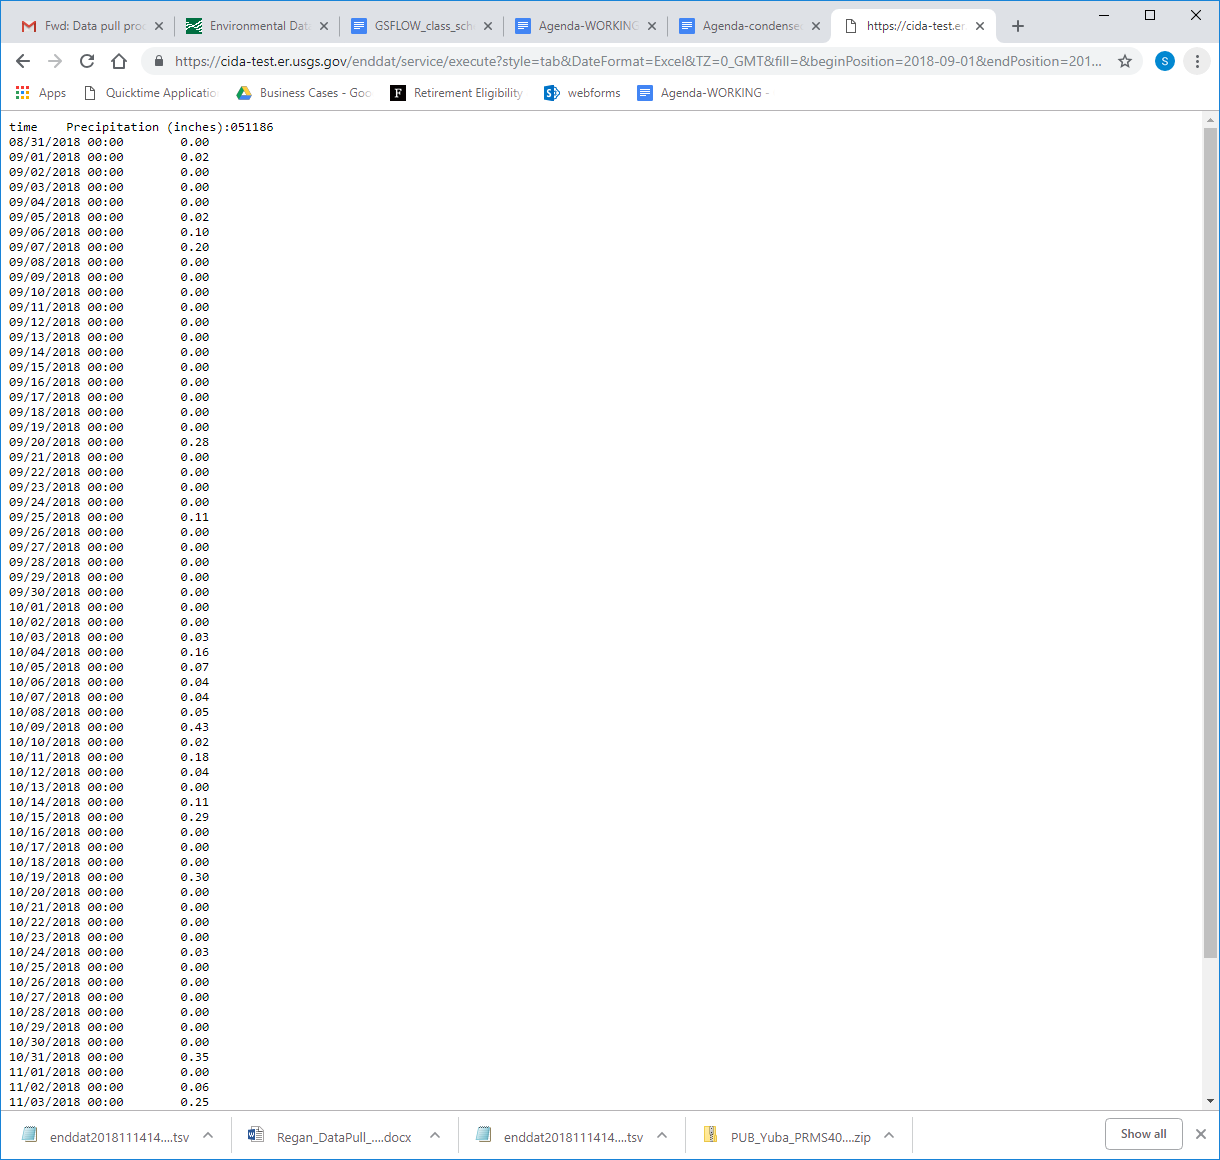 Fwd: Data pull pro
Environmental Dat
GSFLOW_class_sch
Agenda-WORKING
Agenda-condensed
https://cida-test.er
https://cida-test.er.usgs.gov/enddat/service/execute?style=tab&DateFormat=Excel&TZ=0_GMT&fill=&beginPosition=2018-09-01&endPosition=201...
S
Apps
Quicktime Applicatio
Business Cases - Goo
F
Retirement Eligibility
webforms
Agenda-WORKING -
time Precipitation (inches):051186
08/31/2018 00:00 0.00
09/01/2018 00:00 0.02
09/02/2018 00:00 0.00
09/03/2018 00:00 0.00
09/04/2018 00:00 0.00
09/05/2018 00:00 0.02
09/06/2018 00:00 0.10
09/07/2018 00:00 0.20
09/08/2018 00:00 0.00
09/09/2018 00:00 0.00
09/10/2018 00:00 0.00
09/11/2018 00:00 0.00
09/12/2018 00:00 0.00
09/13/2018 00:00 0.00
09/14/2018 00:00 0.00
09/15/2018 00:00 0.00
09/16/2018 00:00 0.00
09/17/2018 00:00 0.00
09/18/2018 00:00 0.00
09/19/2018 00:00 0.00
09/20/2018 00:00 0.28
09/21/2018 00:00 0.00
09/22/2018 00:00 0.00
09/23/2018 00:00 0.00
09/24/2018 00:00 0.00
09/25/2018 00:00 0.11
09/26/2018 00:00 0.00
09/27/2018 00:00 0.00
09/28/2018 00:00 0.00
09/29/2018 00:00 0.00
09/30/2018 00:00 0.00
10/01/2018 00:00 0.00
10/02/2018 00:00 0.00
10/03/2018 00:00 0.03
10/04/2018 00:00 0.16
10/05/2018 00:00 0.07
10/06/2018 00:00 0.04
10/07/2018 00:00 0.04
10/08/2018 00:00 0.05
10/09/2018 00:00 0.43
10/10/2018 00:00 0.02
10/11/2018 00:00 0.18
10/12/2018 00:00 0.04
10/13/2018 00:00 0.00
10/14/2018 00:00 0.11
10/15/2018 00:00 0.29
10/16/2018 00:00 0.00
10/17/2018 00:00 0.00
10/18/2018 00:00 0.00
10/19/2018 00:00 0.30
10/20/2018 00:00 0.00
10/21/2018 00:00 0.00
10/22/2018 00:00 0.00
10/23/2018 00:00 0.00
10/24/2018 00:00 0.03
10/25/2018 00:00 0.00
10/26/2018 00:00 0.00
10/27/2018 00:00 0.00
10/28/2018 00:00 0.00
10/29/2018 00:00 0.00
10/30/2018 00:00 0.00
10/31/2018 00:00 0.35
11/01/2018 00:00 0.00
11/02/2018 00:00 0.06
11/03/2018 00:00 0.25
enddat2018111414....tsv
Regan_DataPull_....docx
enddat2018111414....tsv
PUB_Yuba_PRMS40....zip
Show all